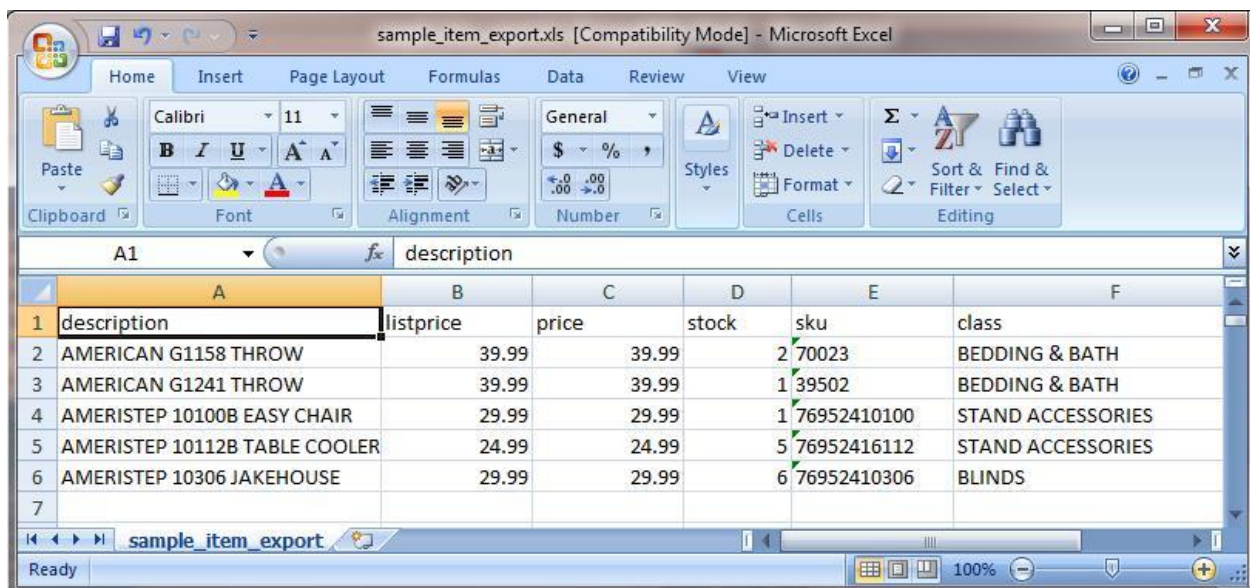 sample_item_export.xls [Compatibility Mode] - Microsoft Excel
Home Insert Page Layout Formulas Data Review View
Paste
Clipboard
Calibri 11
B I U A A
A
Font
Alignment
General
$ % ,
.0 .00 .00 .0
Number
Styles
Insert
Delete
Format
Cells
Σ
Sort & Filter
Find & Select
Editing
A1 fx description
A B C D E F
1 description listprice price stock sku class
2 AMERICAN G1158 THROW 39.99 39.99 2 70023 BEDDING & BATH
3 AMERICAN G1241 THROW 39.99 39.99 1 39502 BEDDING & BATH
4 AMERISTEP 10100B EASY CHAIR 29.99 29.99 1 76952410100 STAND ACCESSORIES
5 AMERISTEP 10112B TABLE COOLER 24.99 24.99 5 76952416112 STAND ACCESSORIES
6 AMERISTEP 10306 JAKEHOUSE 29.99 29.99 6 76952410306 BLINDS
7
sample_item_export
Ready 100%